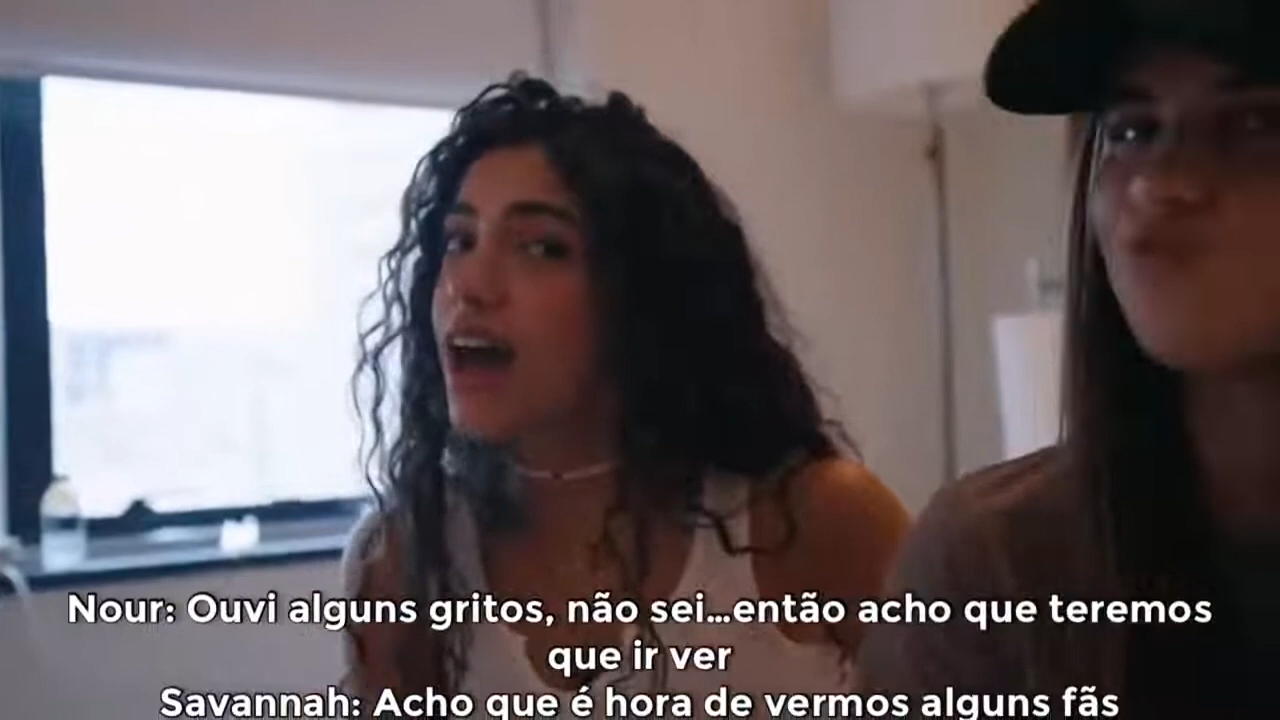 Nour: Ouvi alguns gritos, não sei...então acho que teremos
que ir ver
Savannah: Acho que é hora de vermos alguns fãs